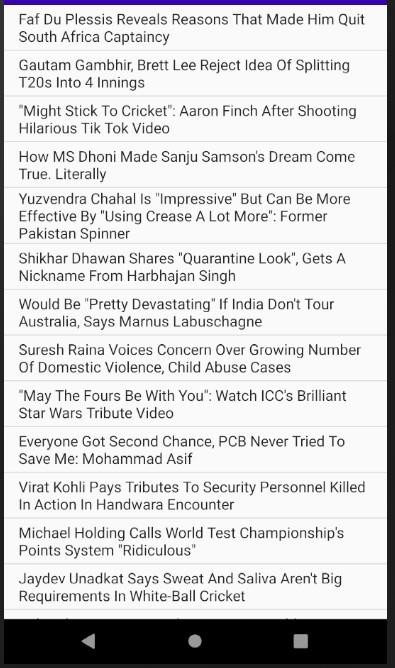 Faf Du Plessis Reveals Reasons That Made Him Quit
South Africa Captaincy
Gautam Gambhir, Brett Lee Reject Idea Of Splitting
T20s Into 4 Innings
"Might Stick To Cricket": Aaron Finch After Shooting
Hilarious Tik Tok Video
How MS Dhoni Made Sanju Samson's Dream Come
True. Literally
Yuzvendra Chahal Is "Impressive" But Can Be More
Effective By "Using Crease A Lot More": Former
Pakistan Spinner
Shikhar Dhawan Shares "Quarantine Look", Gets A
Nickname From Harbhajan Singh
Would Be "Pretty Devastating" If India Don't Tour
Australia, Says Marnus Labuschagne
Suresh Raina Voices Concern Over Growing Number
Of Domestic Violence, Child Abuse Cases
"May The Fours Be With You": Watch ICC's Brilliant
Star Wars Tribute Video
Everyone Got Second Chance, PCB Never Tried To
Save Me: Mohammad Asif
Virat Kohli Pays Tributes To Security Personnel Killed
In Action In Handwara Encounter
Michael Holding Calls World Test Championship's
Points System "Ridiculous"
Jaydev Unadkat Says Sweat And Saliva Aren't Big
Requirements In White-Ball Cricket